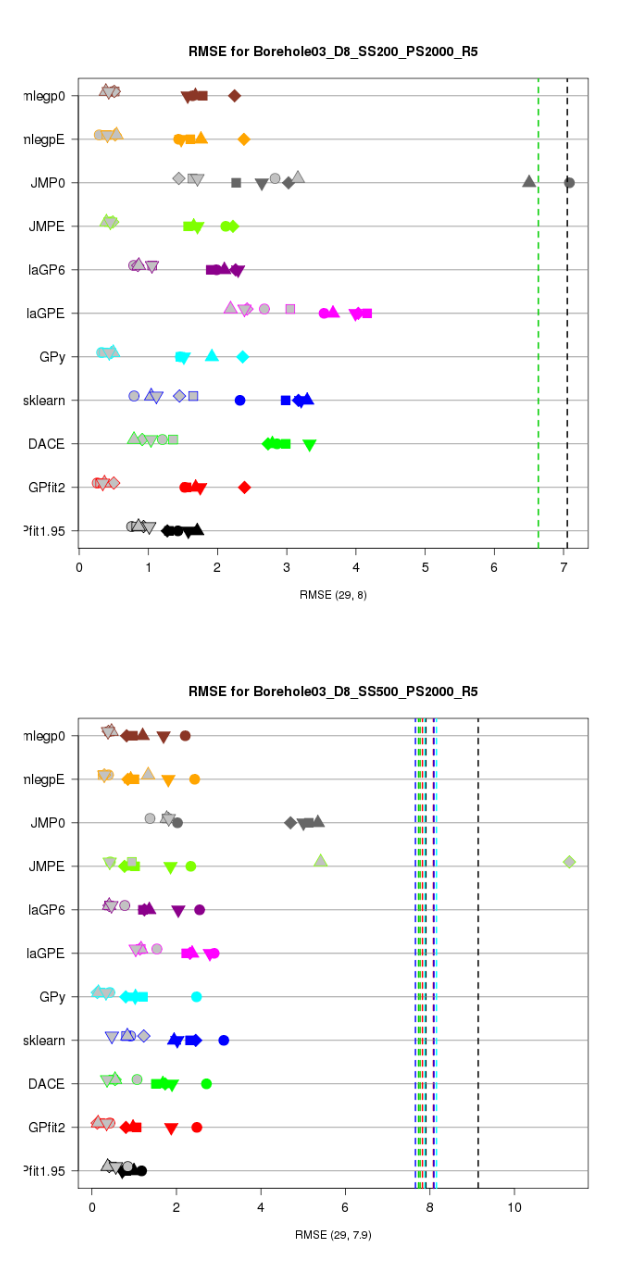 RMSE for Borehole03_D8_SS200_PS2000_R5
mlegp0
mlegpE
JMP0
JMPE
laGP6
laGPE
GPy
sklearn
DACE
GPfit2
Pfit1.95
0 1 2 3 4 5 6 7
RMSE (29, 8)
RMSE for Borehole03_D8_SS500_PS2000_R5
mlegp0
mlegpE
JMP0
JMPE
laGP6
laGPE
GPy
sklearn
DACE
GPfit2
Pfit1.95
0 2 4 6 8 10
RMSE (29, 7.9)